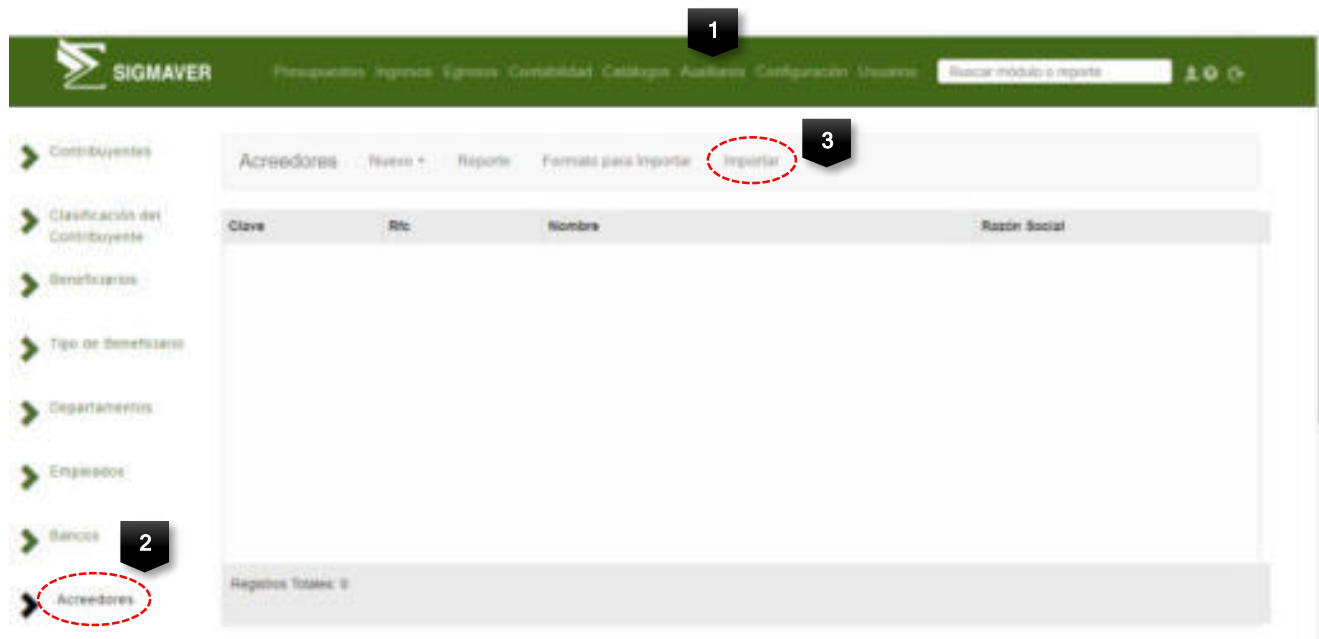 1
SIGMAVER
Presupuestos Ingresos Egresos Contabilidad Catálogos Auxiliares Configuración Usuarios Buscar módulo o reporte
3
Contribuyentes
Acreedores Nuevo Reporte Formato para Importar Importar
Clasificación del
Contribuyente
Clave Rfc Nombre Razón Social
Beneficiarios
Tipo de Beneficiario
Departamentos
Empleados
Bancos
2
Acreedores
Registros Totales: 0